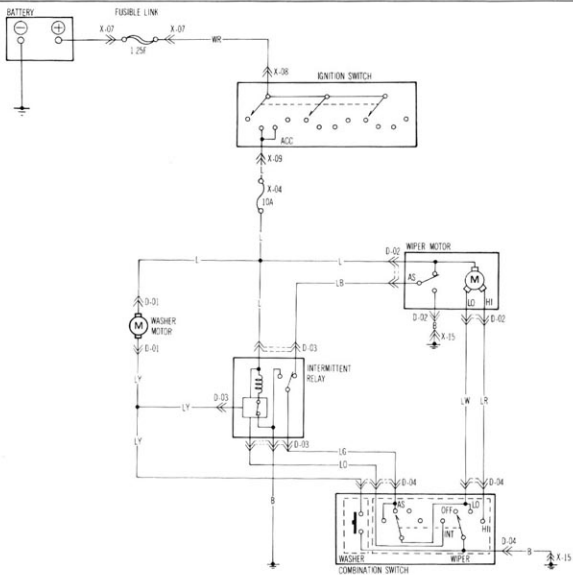 BATTERY
FUSIBLE LINK
X-07
X-07
1.25F
WR
X-08
IGNITION SWITCH
ACC
X-09
L
X-04
10A
L
L
L
D-02
WIPER MOTOR
AS
M
LO
HI
LB
D-01
M
WASHER
MOTOR
D-01
L
D-02
B
X-15
D-02
D-03
INTERMITTENT
RELAY
LY
LY
D-03
D-03
LW
LR
LG
LO
LY
D-04
D-04
AS
OFF
LO
INT
HI
D-04
B
B
X-15
WASHER
WIPER
COMBINATION SWITCH